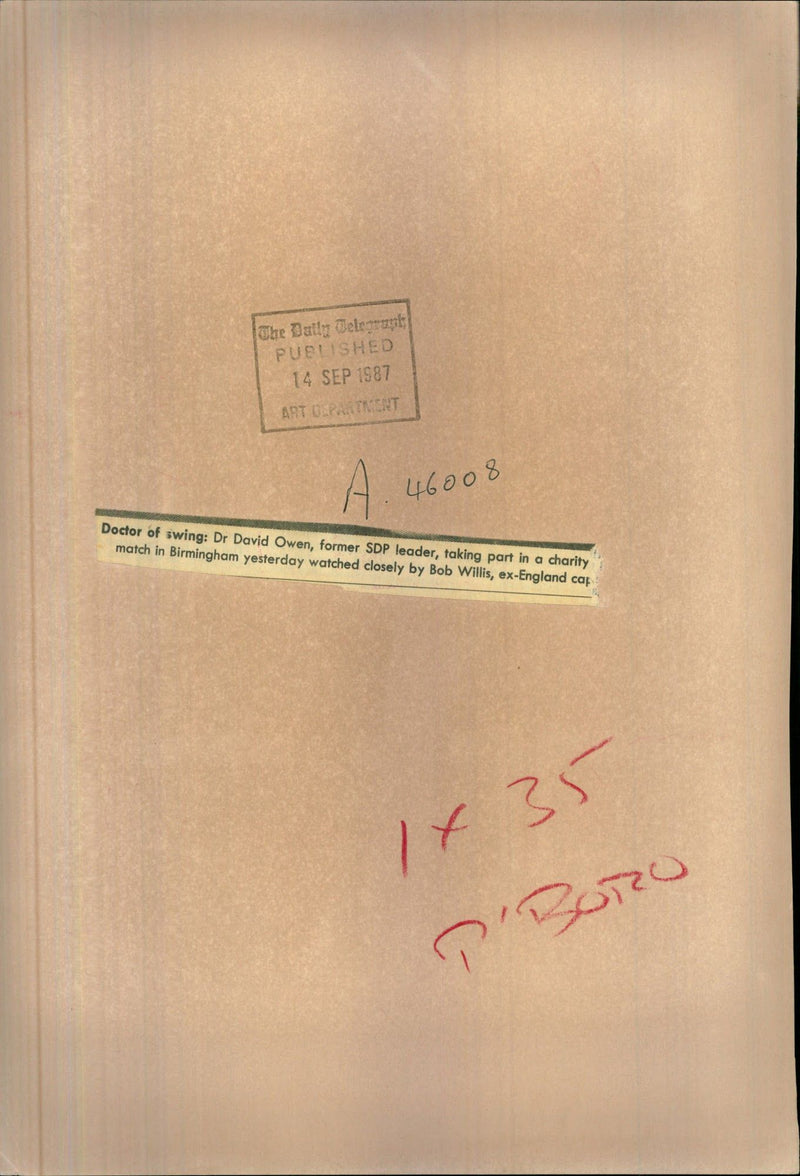 The Daily Telegraph
PUBLISHED
14 SEP 1987
ART DEPARTMENT
A. 46008
Doctor of swing: Dr David Owen, former SDP leader, taking part in a charity
match in Birmingham yesterday watched closely by Bob Willis, ex-England cap
1+ 35